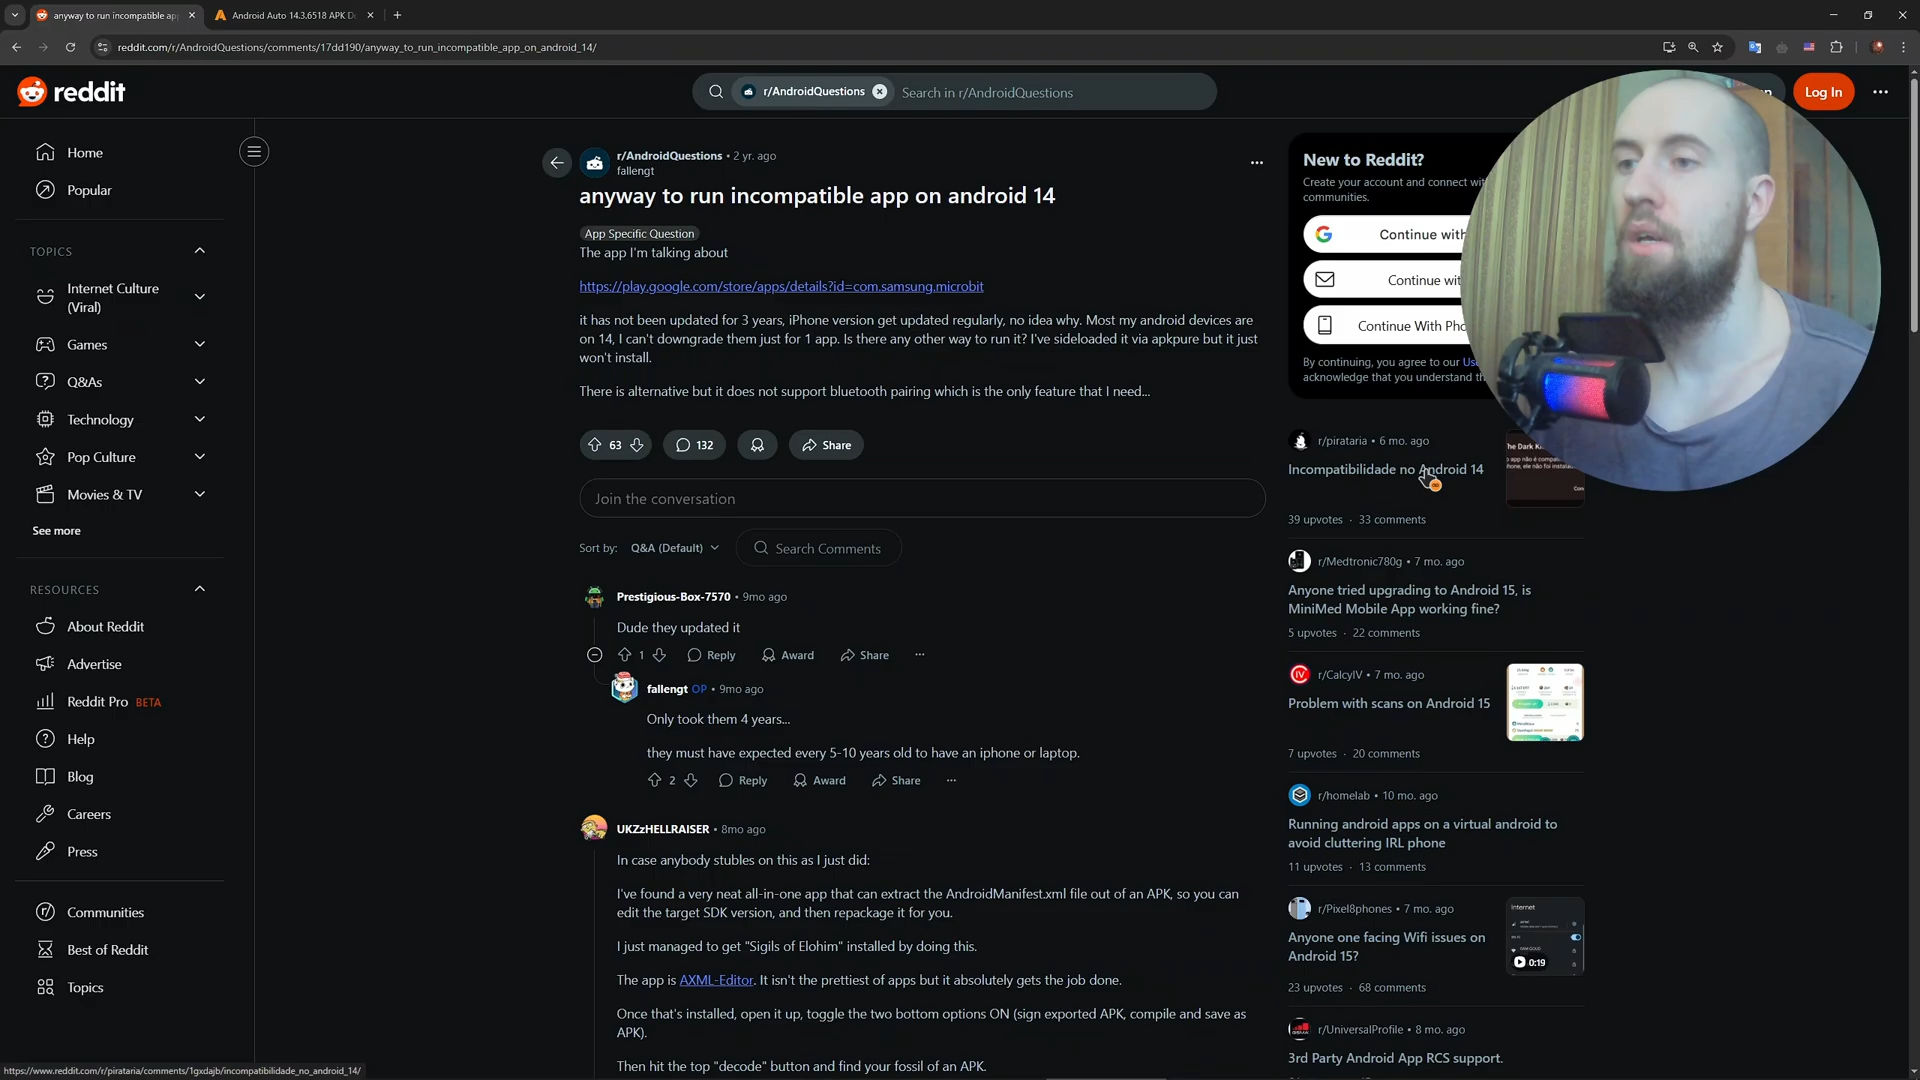 anyway to run incompatible app
Android Auto 14.3.6518 APK D
reddit.com/r/AndroidQuestions/comments/17dd190/anyway_to_run_incompatible_app_on_android_14/
reddit
r/AndroidQuestions
Search in r/AndroidQuestions
Log In
Home
Popular
TOPICS
Internet Culture
(Viral)
Games
Q&As
Technology
Pop Culture
Movies & TV
See more
RESOURCES
About Reddit
Advertise
Reddit Pro BETA
Help
Blog
Careers
Press
Communities
Best of Reddit
Topics
https://www.reddit.com/r/pirataria/comments/1gxdajb/incompatibilidade_no_android_14/
r/AndroidQuestions • 2 yr. ago
fallengt
anyway to run incompatible app on android 14
App Specific Question
The app I'm talking about
https://play.google.com/store/apps/details?id=com.samsung.microbit
it has not been updated for 3 years, iPhone version get updated regularly, no idea why. Most my android devices are
on 14, I can't downgrade them just for 1 app. Is there any other way to run it? I've sideloaded it via apkpure but it just
won't install.
There is alternative but it does not support bluetooth pairing which is the only feature that I need...
63
132
Share
Join the conversation
Sort by: Q&A (Default)
Search Comments
Prestigious-Box-7570 • 9mo ago
Dude they updated it
1 Reply Award Share
fallengt OP • 9mo ago
Only took them 4 years...
they must have expected every 5-10 years old to have an iphone or laptop.
2 Reply Award Share
UKZzHELLRAISER • 8mo ago
In case anybody stubles on this as I just did:
I've found a very neat all-in-one app that can extract the AndroidManifest.xml file out of an APK, so you can
edit the target SDK version, and then repackage it for you.
I just managed to get "Sigils of Elohim" installed by doing this.
The app is AXML-Editor. It isn't the prettiest of apps but it absolutely gets the job done.
Once that's installed, open it up, toggle the two bottom options ON (sign exported APK, compile and save as
APK).
Then hit the top "decode" button and find your fossil of an APK.
New to Reddit?
Create your account and connect
communities.
Continue with
Continue
Continue With
By continuing, you agree to our
acknowledge that you understand
r/pirataria • 6 mo. ago
Incompatibilidade no Android 14
39 upvotes · 33 comments
r/Medtronic780g • 7 mo. ago
Anyone tried upgrading to Android 15, is
MiniMed Mobile App working fine?
5 upvotes · 22 comments
r/CalcyIV • 7 mo. ago
Problem with scans on Android 15
7 upvotes · 20 comments
r/homelab • 10 mo. ago
Running android apps on a virtual android to
avoid cluttering IRL phone
11 upvotes · 13 comments
r/Pixel8phones • 7 mo. ago
Anyone one facing Wifi issues on
Android 15?
Internet
0:19
23 upvotes · 68 comments
r/UniversalProfile • 8 mo. ago
3rd Party Android App RCS support.